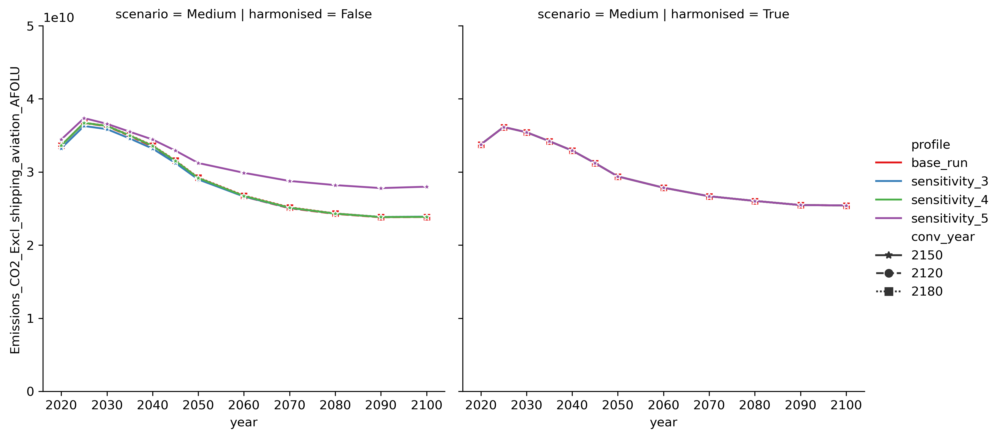 scenario = Medium | harmonised = False
scenario = Medium | harmonised = True
1e10
5
4
3
2
1
0
Emissions_CO2_Excl_shipping_aviation_AFOLU
2020 2030 2040 2050 2060 2070 2080 2090 2100
year
2020 2030 2040 2050 2060 2070 2080 2090 2100
year
profile
base_run
sensitivity_3
sensitivity_4
sensitivity_5
conv_year
2150
2120
2180